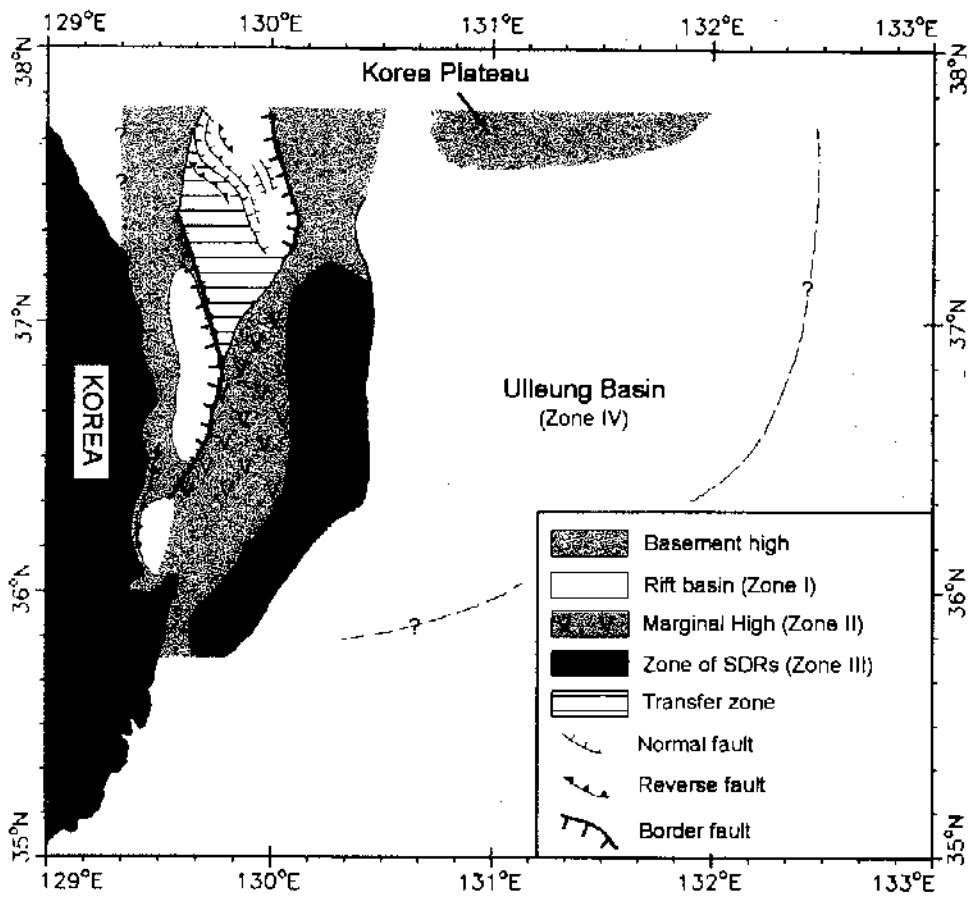 129°E 130°E 131°E 132°E 133°E
38°N
38°N
Korea Plateau
?
?
37°N
37°N
?
KOREA
Ulleung Basin
(Zone IV)
36°N
36°N
?
Basement high
Rift basin (Zone I)
Marginal High (Zone II)
Zone of SDRs (Zone III)
Transfer zone
Normal fault
Reverse fault
Border fault
35°N
35°N
129°E 130°E 131°E 132°E 133°E